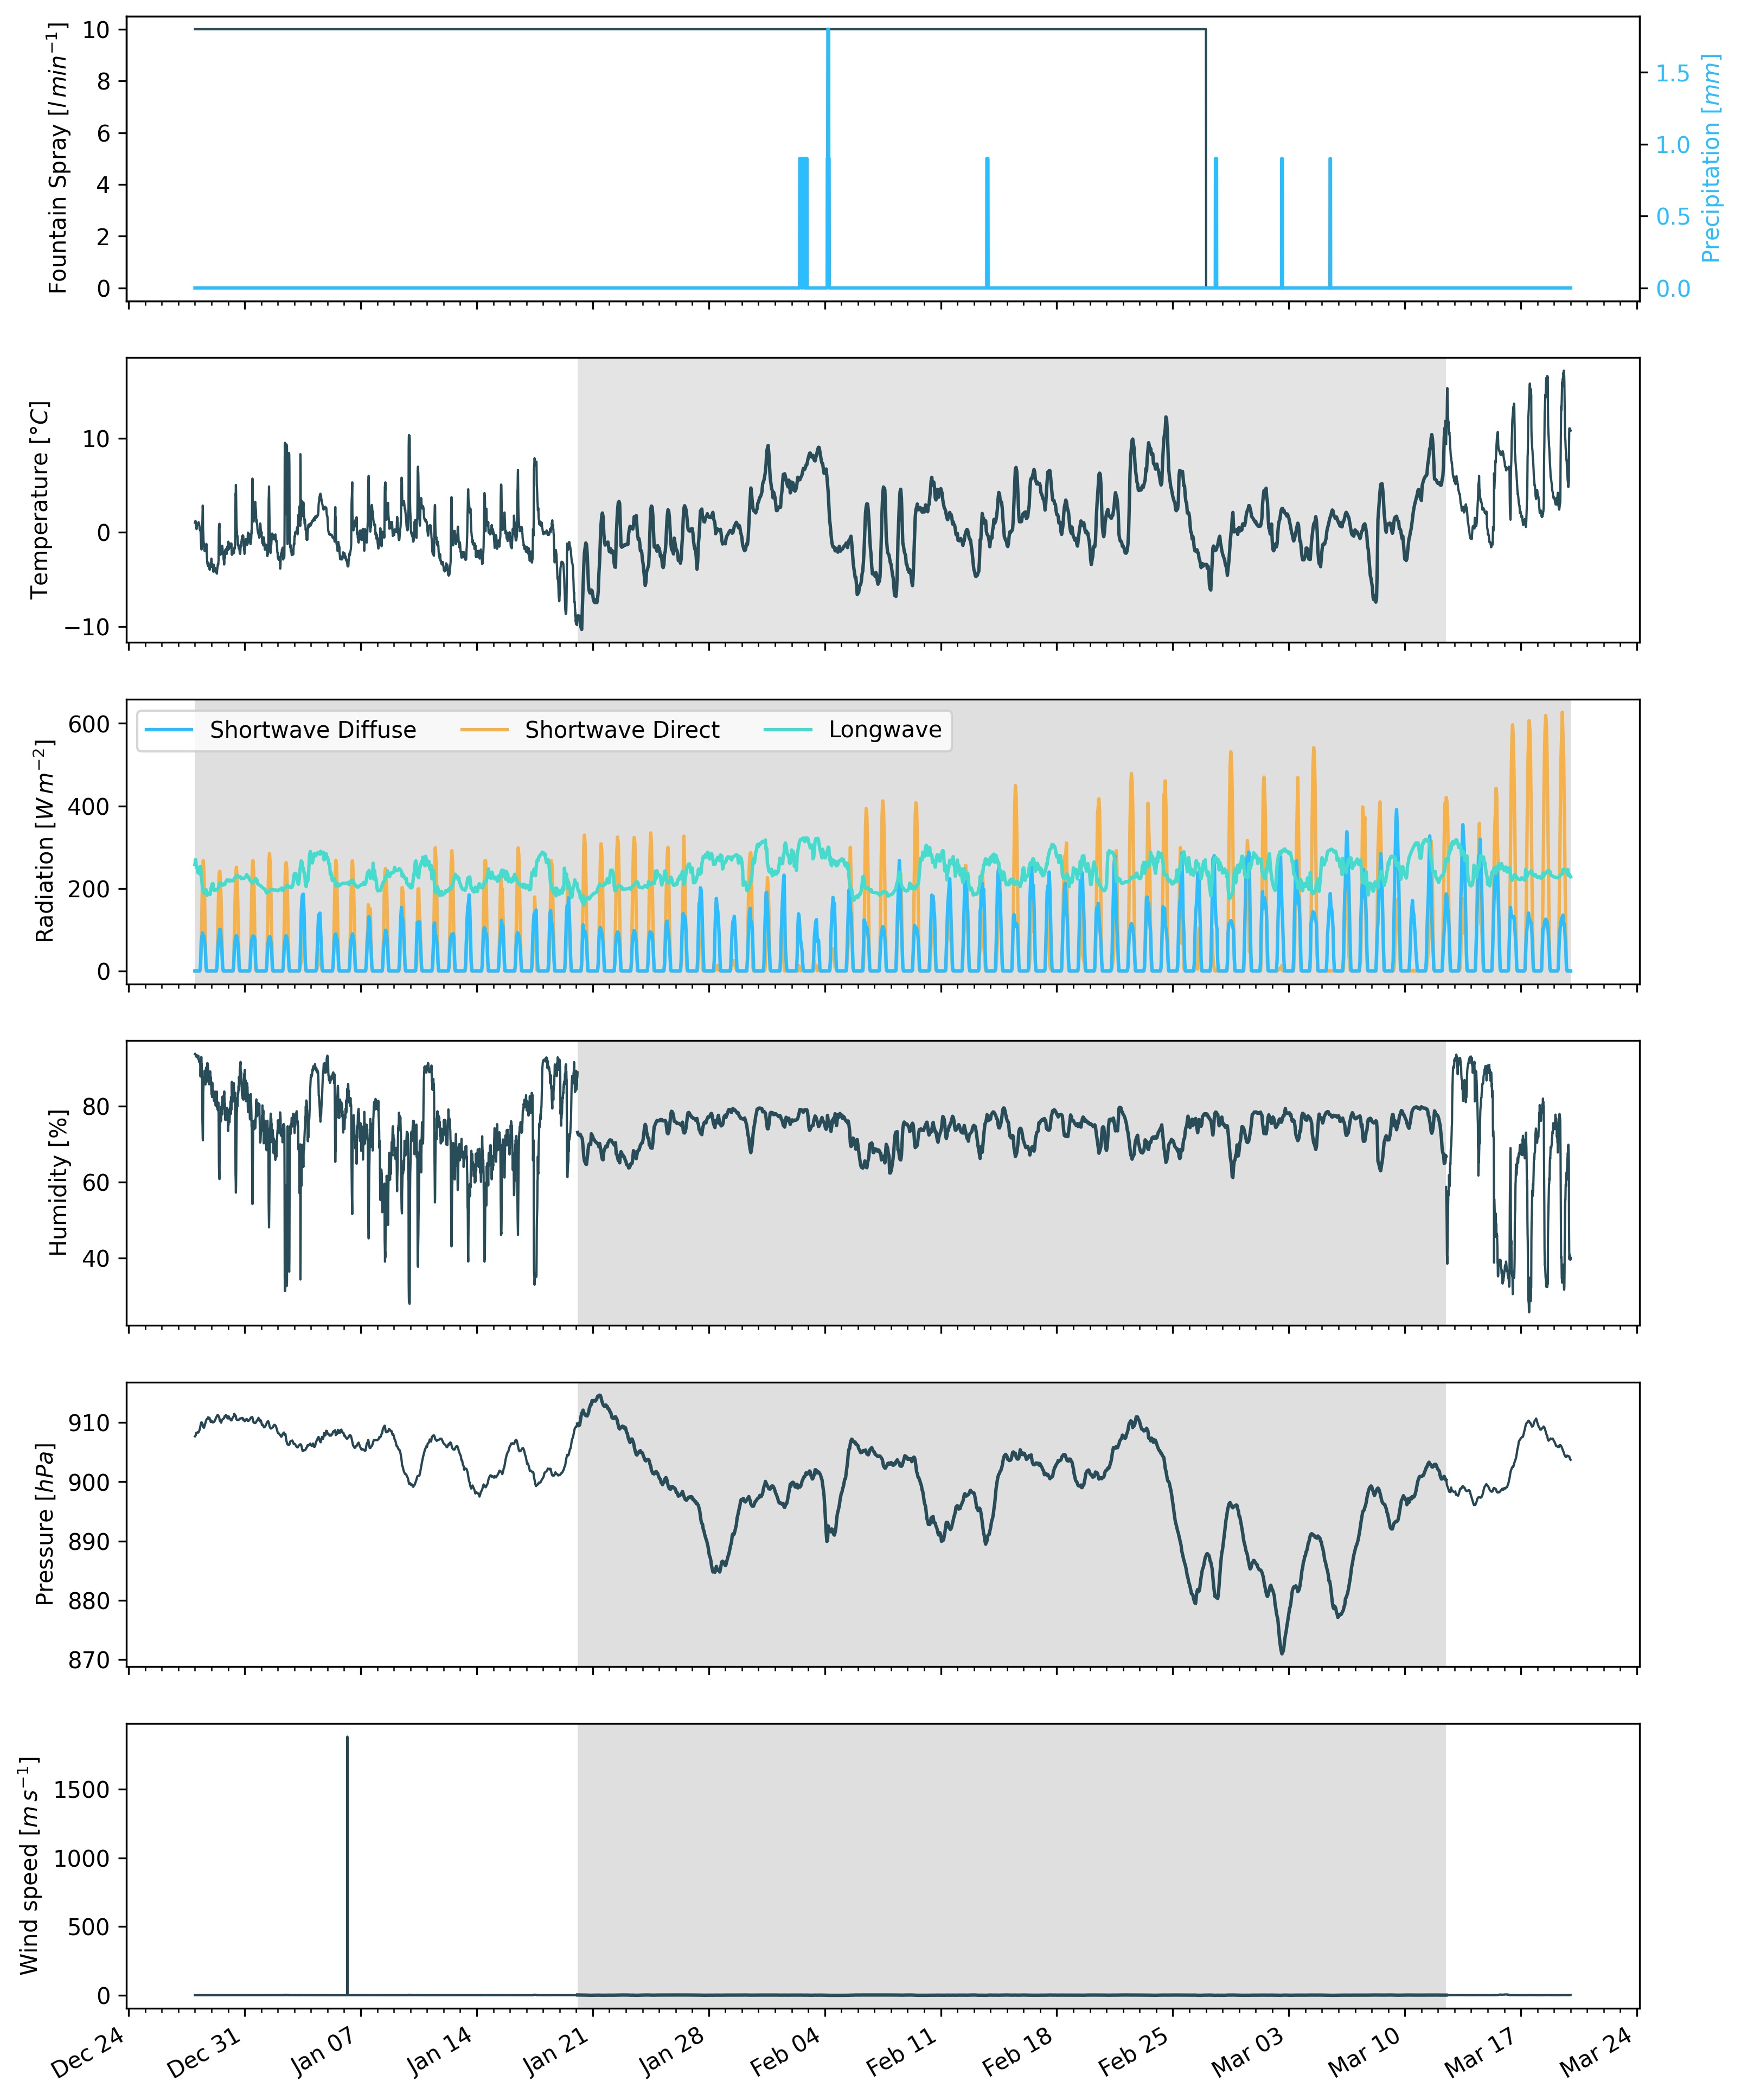 Fountain Spray [l min⁻¹]
10
8
6
4
2
0
1.5
1.0
0.5
0.0
Precipitation [mm]
Temperature [°C]
10
0
−10
Radiation [W m⁻²]
600
400
200
0
Shortwave Diffuse
Shortwave Direct
Longwave
Humidity [%]
80
60
40
Pressure [hPa]
910
900
890
880
870
Wind speed [m s⁻¹]
1500
1000
500
0
Dec 24
Dec 31
Jan 07
Jan 14
Jan 21
Jan 28
Feb 04
Feb 11
Feb 18
Feb 25
Mar 03
Mar 10
Mar 17
Mar 24